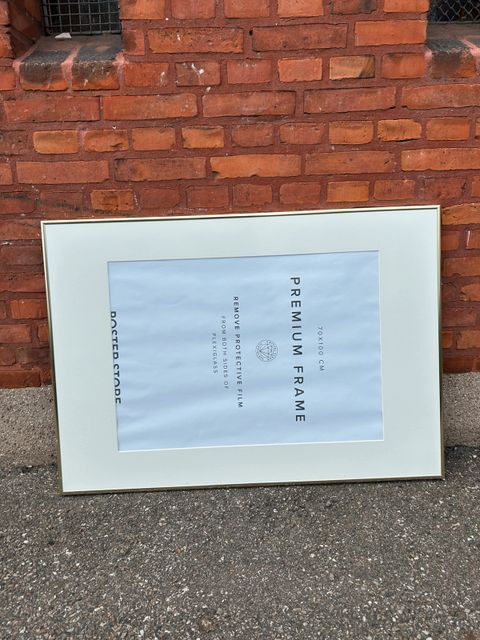 70X100 CM
PREMIUM FRAME
REMOVE PROTECTIVE FILM
FROM BOTH SIDES OF
PLEXIGLASS
POSTER STORE